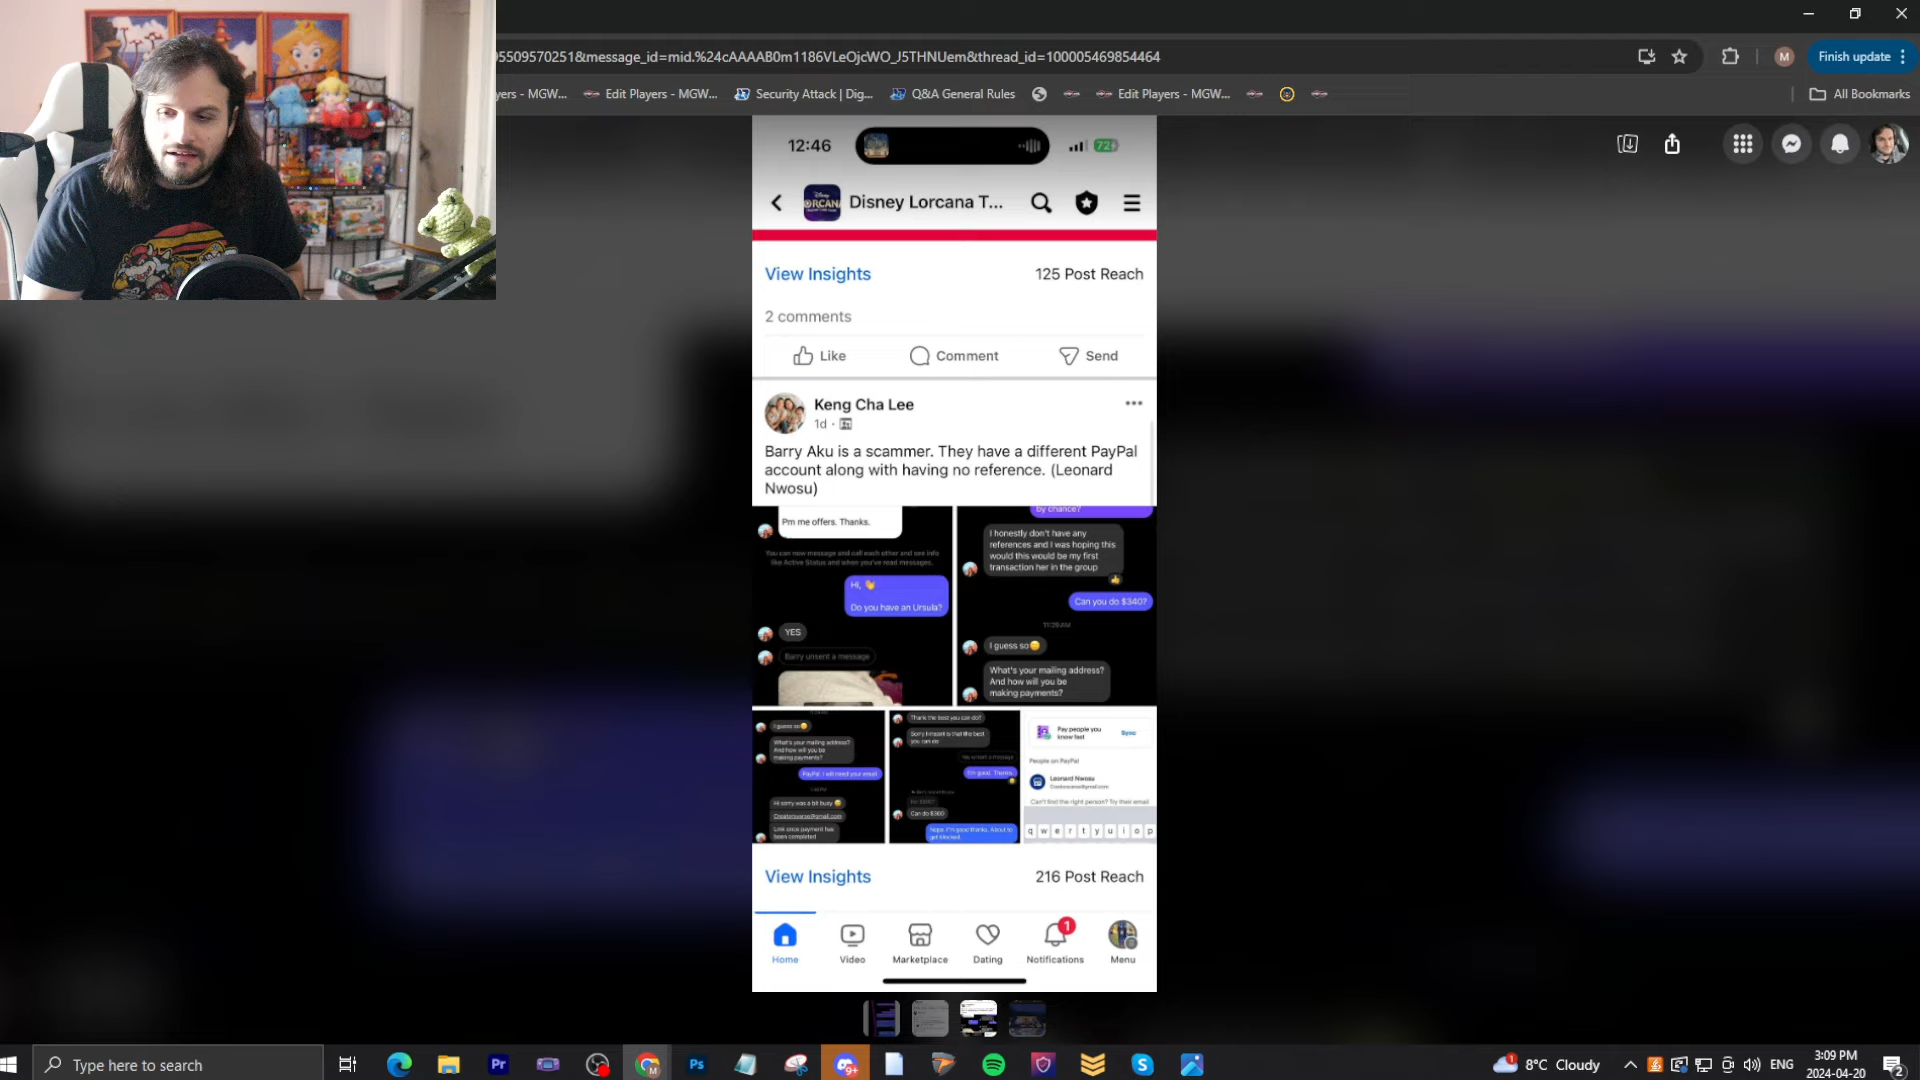 55095702518&message_id=mid.%24cAAAAB0m1186VLeOjcWO_J5THNUem&thread_id=100005469854464
Finish update
yers - MGW...
Edit Players - MGW...
Security Attack | Dig...
Q&A General Rules
Edit Players - MGW...
All Bookmarks
12:46
72
Disney Lorcana T...
View Insights
125 Post Reach
2 comments
Like
Comment
Send
Keng Cha Lee
1d
Barry Aku is a scammer. They have a different PayPal
account along with having no reference. (Leonard
Nwosu)
Pm me offers. Thanks.
You can now message and call each other and see info
like Active Status and when you've read messages.
Hi,
Do you have an Ursula?
YES
Barry unsent a message
by chance?
I honestly don't have any
references and I was hoping this
would this would be my first
transaction her in the group
Can you do $340?
11:29 AM
I guess so
What's your mailing address?
And how will you be
making payments?
I guess so
What's your mailing address?
And how will you be
making payments?
PayPal. I will need your email
Hi sorry was a bit busy
Link once payment has
been completed
Thank the best you can do?
you can do
You unsent a message
I'm good. Thanks
Can do $300
Nope. I'm good thanks. About to
get blocked.
Pay people you
know fast
Sync
People on PayPal
Leonard Nwosu
Can't find the right person? Try their email
q w e r t y u i o p
View Insights
216 Post Reach
1
Home
Video
Marketplace
Dating
Notifications
Menu
Type here to search
9+
1
8°C Cloudy
ENG
3:09 PM
2024-04-20
2